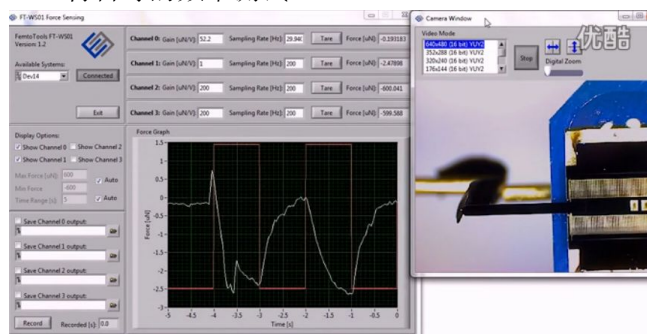 FT-WS01 Force Sensing
FemtoTools FT-WS01
Version: 1.2
Available Systems:
Dev14
Connected
Exit
Channel 0: Gain [uN/V]: 52.2 Sampling Rate [Hz]: 29.94 Tare Force [uN]: -0.293183
Channel 1: Gain [uN/V]: 1 Sampling Rate [Hz]: 200 Tare Force [uN]: -2.47898
Channel 2: Gain [uN/V]: 200 Sampling Rate [Hz]: 200 Tare Force [uN]: -600.041
Channel 3: Gain [uN/V]: 200 Sampling Rate [Hz]: 200 Tare Force [uN]: -599.588
Display Options:
Show Channel 0 Show Channel 2
Show Channel 1 Show Channel 3
Max Force [uN]: 600
Min Force -600
Auto
Time Range [s]: 5 Auto
Save Channel 0 output:
Save Channel 1 output:
Save Channel 2 output:
Save Channel 3 output:
Record Recorded [s]: 0.0
Force Graph
Force [uN]
1.5
1
0.5
0
-0.5
-1
-1.5
-2
-2.5
-3
-5 -4.5 -4 -3.5 -3 -2.5 -2 -1.5 -1 -0.5 0
Time [s]
Camera Window
Video Mode
640x480 (16 bit) YUY2
352x288 (16 bit) YUY2
320x240 (16 bit) YUY2
176x144 (16 bit) YUY2
Stop
Digital Zoom
优酷